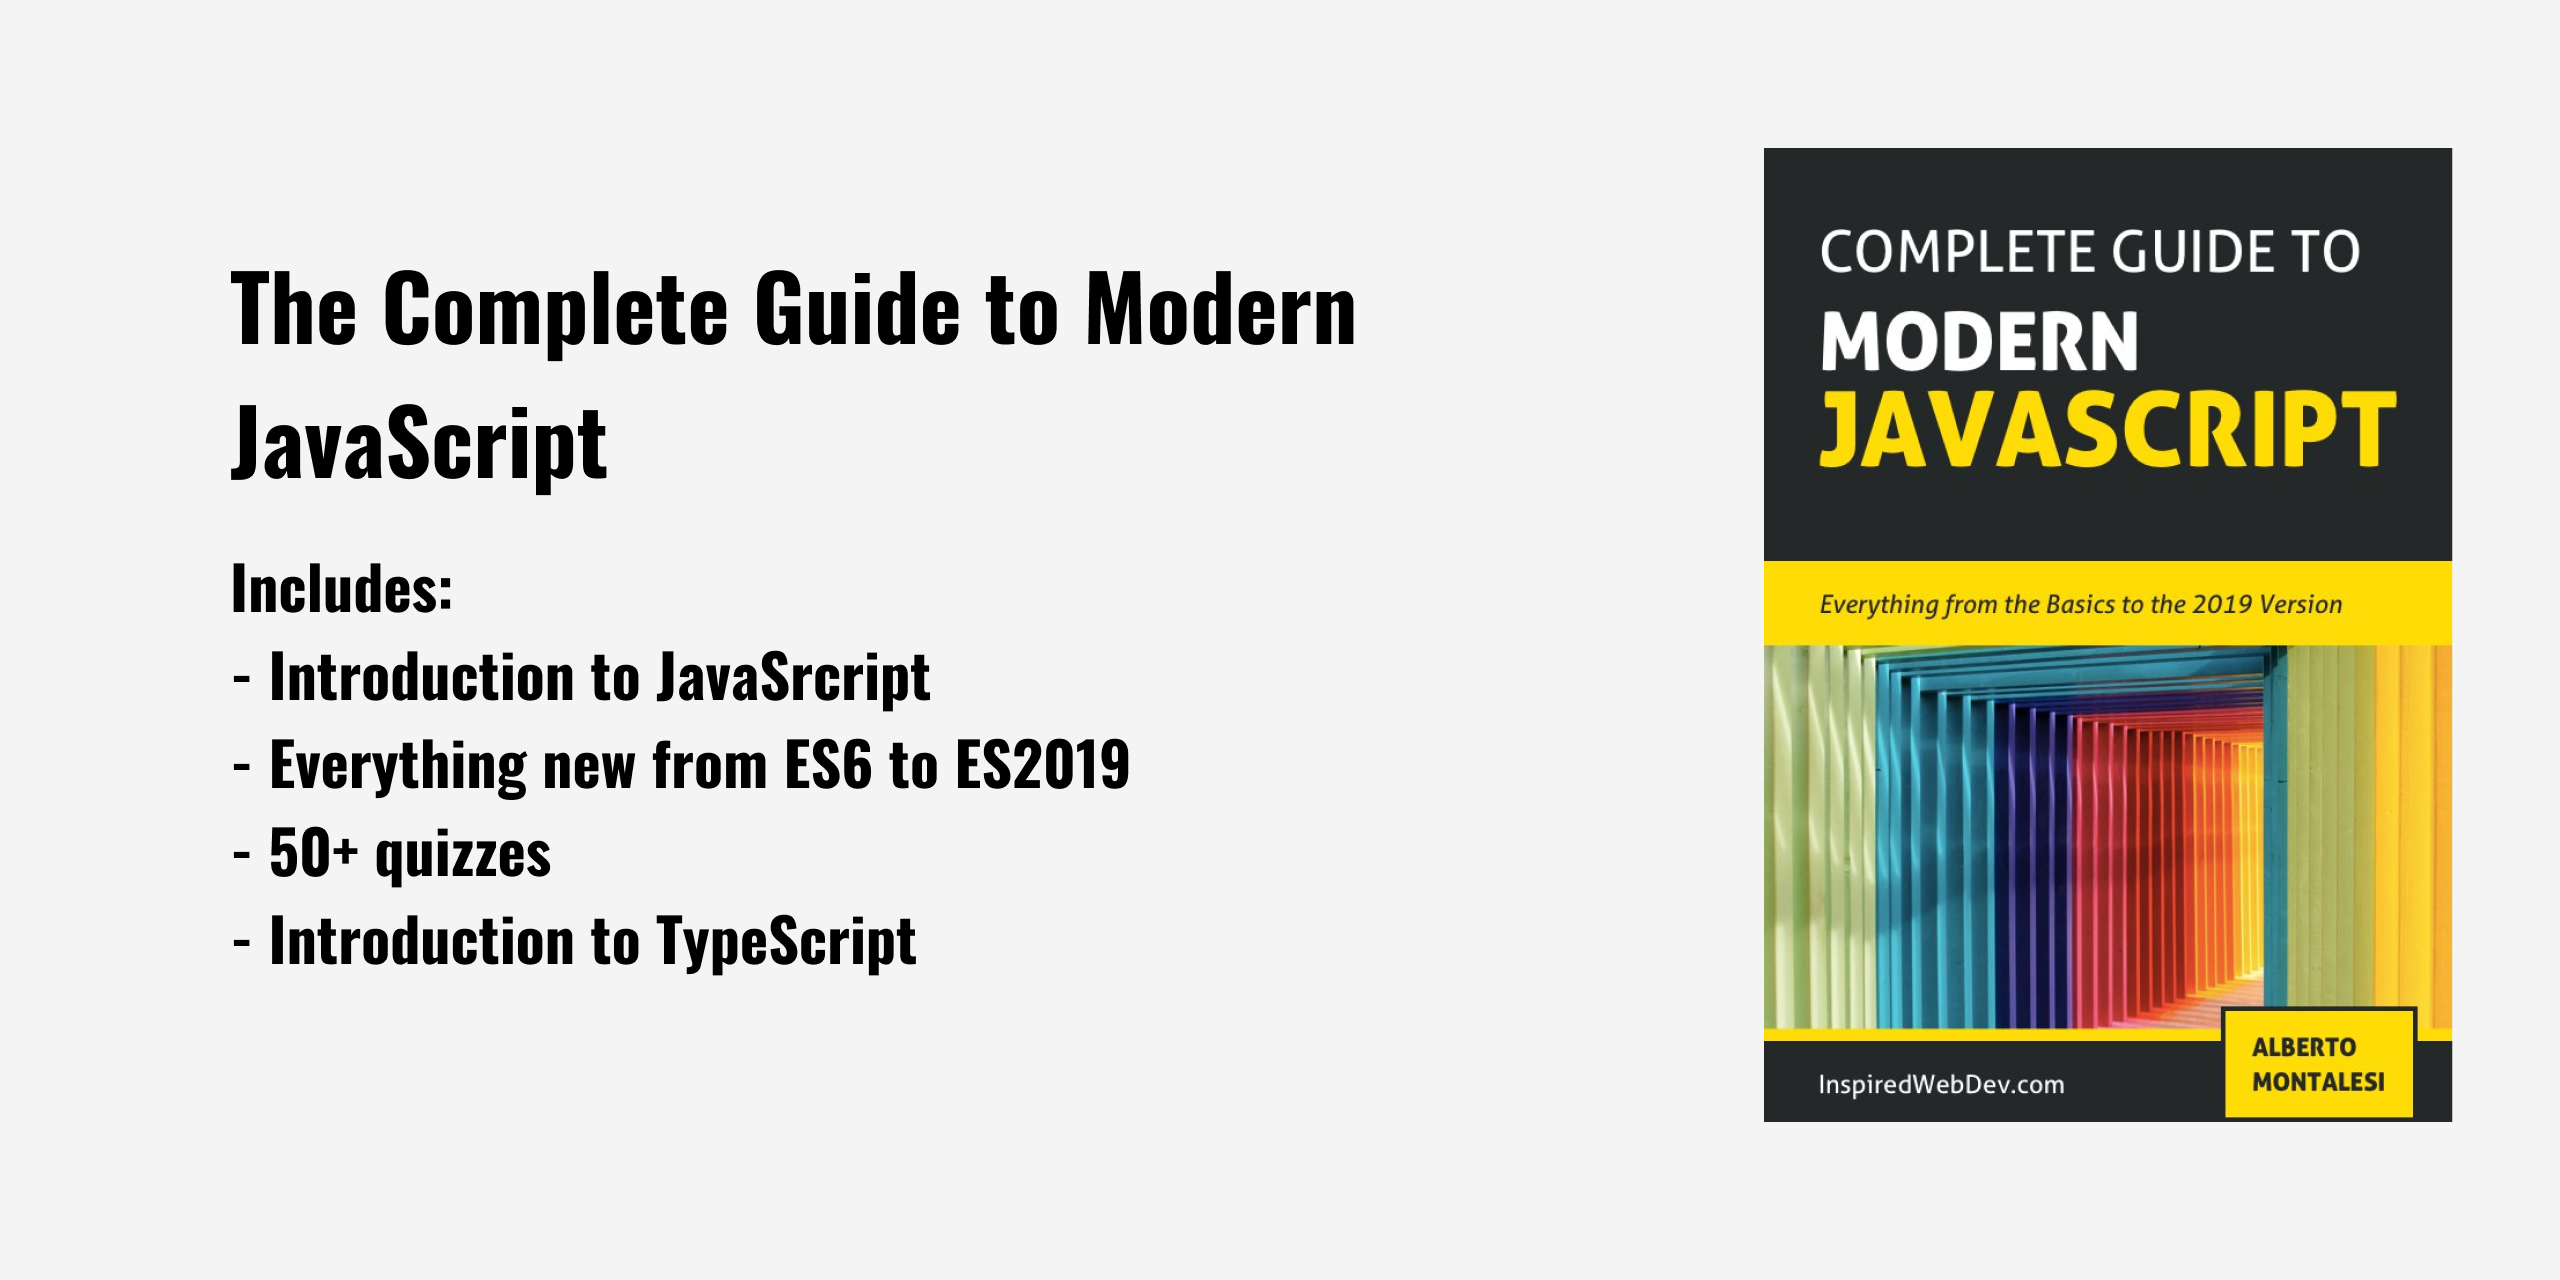 The Complete Guide to Modern
JavaScript
Includes:
- Introduction to JavaSrcript
- Everything new from ES6 to ES2019
- 50+ quizzes
- Introduction to TypeScript
COMPLETE GUIDE TO
MODERN
JAVASCRIPT
Everything from the Basics to the 2019 Version
InspiredWebDev.com
ALBERTO
MONTALESI